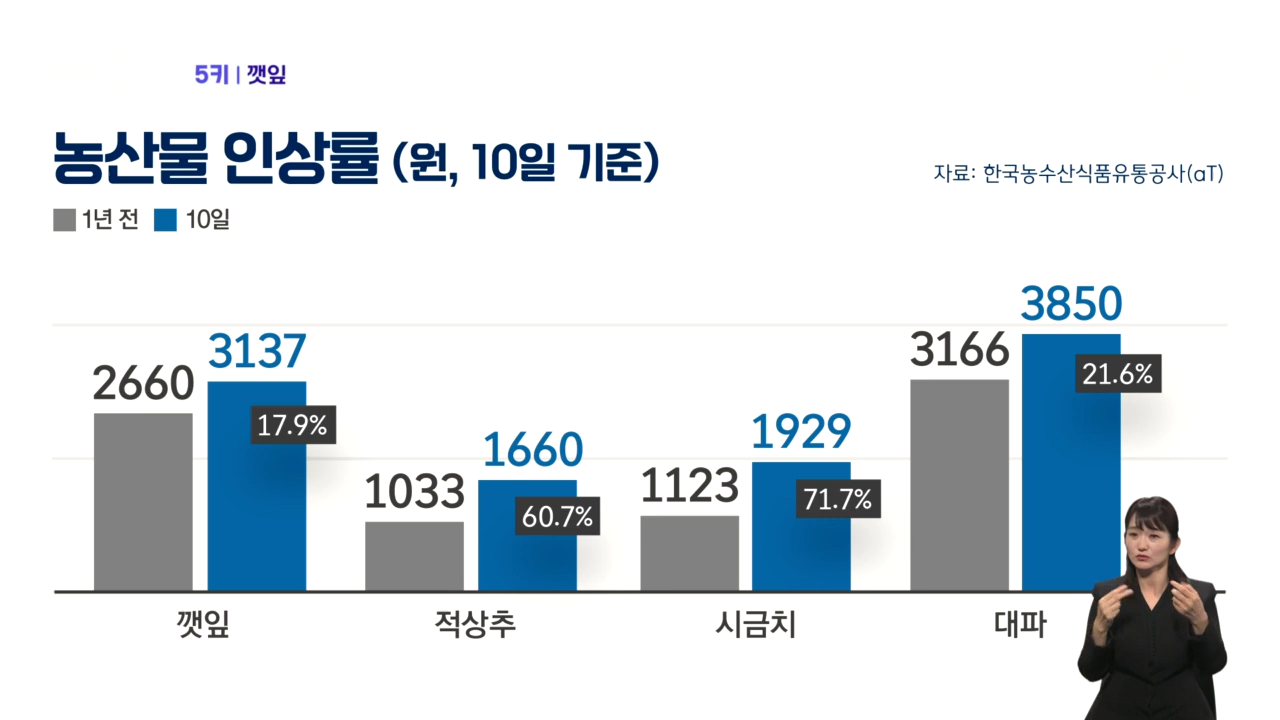 5키 | 깻잎
농산물 인상률 (원, 10일 기준)
자료: 한국농수산식품유통공사(aT)
1년 전 10일
2660 3137 17.9%
1033 1660 60.7%
1123 1929 71.7%
3166 3850 21.6%
깻잎 적상추 시금치 대파